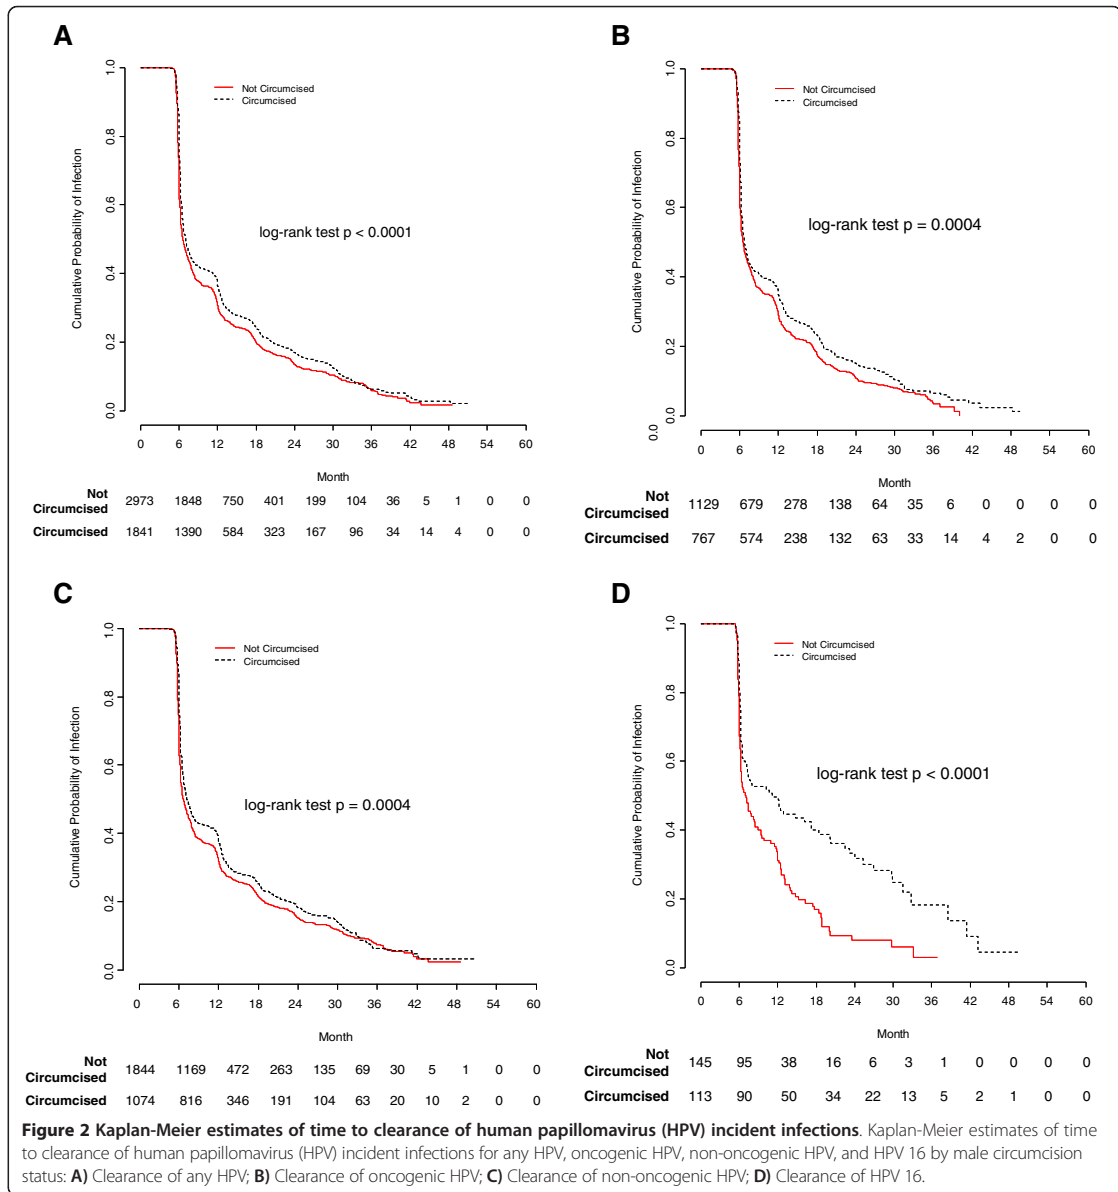 A
Cumulative Probability of Infection
1.0
0.8
0.6
0.4
0.2
0.0
Not Circumcised
Circumcised
log-rank test p < 0.0001
0 6 12 18 24 30 36 42 48 54 60
Month
Not Circumcised 2973 1848 750 401 199 104 36 5 1 0 0
Circumcised 1841 1390 584 323 167 96 34 14 4 0 0
B
Cumulative Probability of Infection
1.0
0.8
0.6
0.4
0.2
0.0
0.0
Not Circumcised
Circumcised
log-rank test p = 0.0004
0 6 12 18 24 30 36 42 48 54 60
Month
Not Circumcised 1129 679 278 138 64 35 6 0 0 0 0
Circumcised 767 574 238 132 63 33 14 4 2 0 0
C
Cumulative Probability of Infection
1.0
0.8
0.6
0.4
0.2
0.0
Not Circumcised
Circumcised
log-rank test p = 0.0004
0 6 12 18 24 30 36 42 48 54 60
Month
Not Circumcised 1844 1169 472 263 135 69 30 5 1 0 0
Circumcised 1074 816 346 191 104 63 20 10 2 0 0
D
Cumulative Probability of Infection
1.0
0.8
0.6
0.4
0.2
0.0
Not Circumcised
Circumcised
log-rank test p < 0.0001
0 6 12 18 24 30 36 42 48 54 60
Month
Not Circumcised 145 95 38 16 6 3 1 0 0 0 0
Circumcised 113 90 50 34 22 13 5 2 1 0 0
Figure 2 Kaplan-Meier estimates of time to clearance of human papillomavirus (HPV) incident infections. Kaplan-Meier estimates of time
to clearance of human papillomavirus (HPV) incident infections for any HPV, oncogenic HPV, non-oncogenic HPV, and HPV 16 by male circumcision
status: A) Clearance of any HPV; B) Clearance of oncogenic HPV; C) Clearance of non-oncogenic HPV; D) Clearance of HPV 16.